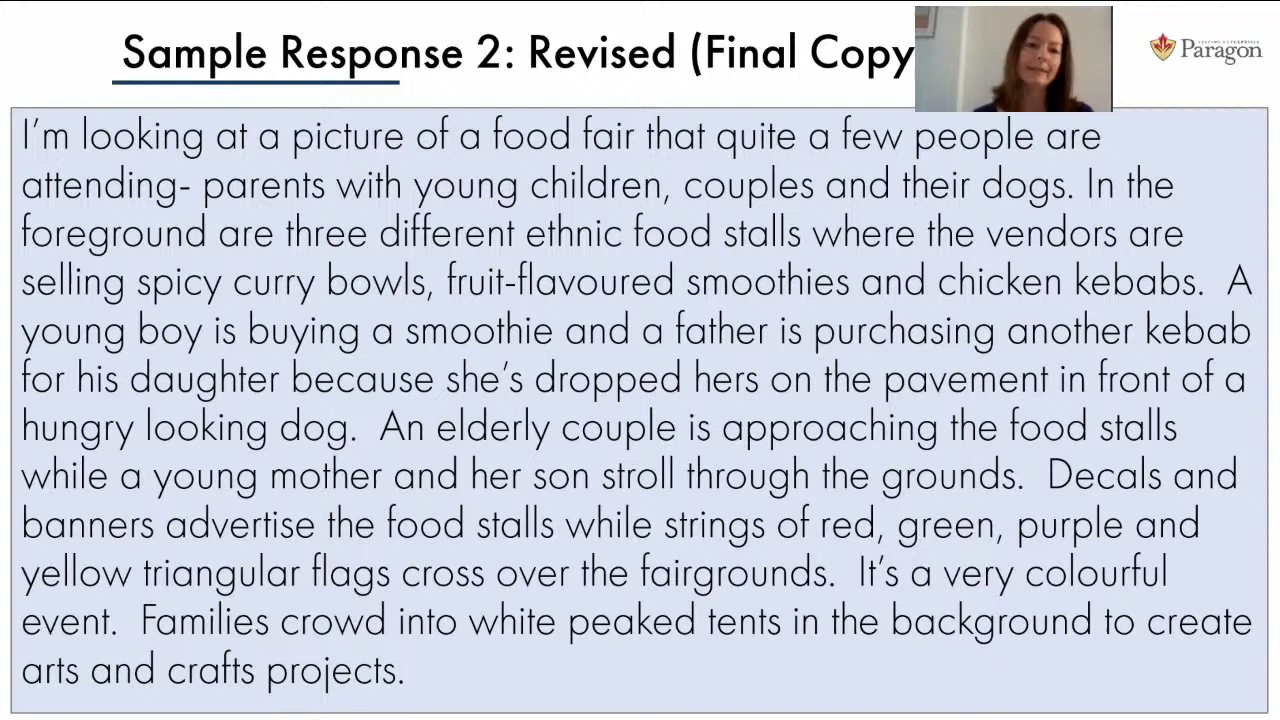 Sample Response 2: Revised (Final Copy
Paragon
I'm looking at a picture of a food fair that quite a few people are
attending- parents with young children, couples and their dogs. In the
foreground are three different ethnic food stalls where the vendors are
selling spicy curry bowls, fruit-flavoured smoothies and chicken kebabs. A
young boy is buying a smoothie and a father is purchasing another kebab
for his daughter because she's dropped hers on the pavement in front of a
hungry looking dog. An elderly couple is approaching the food stalls
while a young mother and her son stroll through the grounds. Decals and
banners advertise the food stalls while strings of red, green, purple and
yellow triangular flags cross over the fairgrounds. It's a very colourful
event. Families crowd into white peaked tents in the background to create
arts and crafts projects.